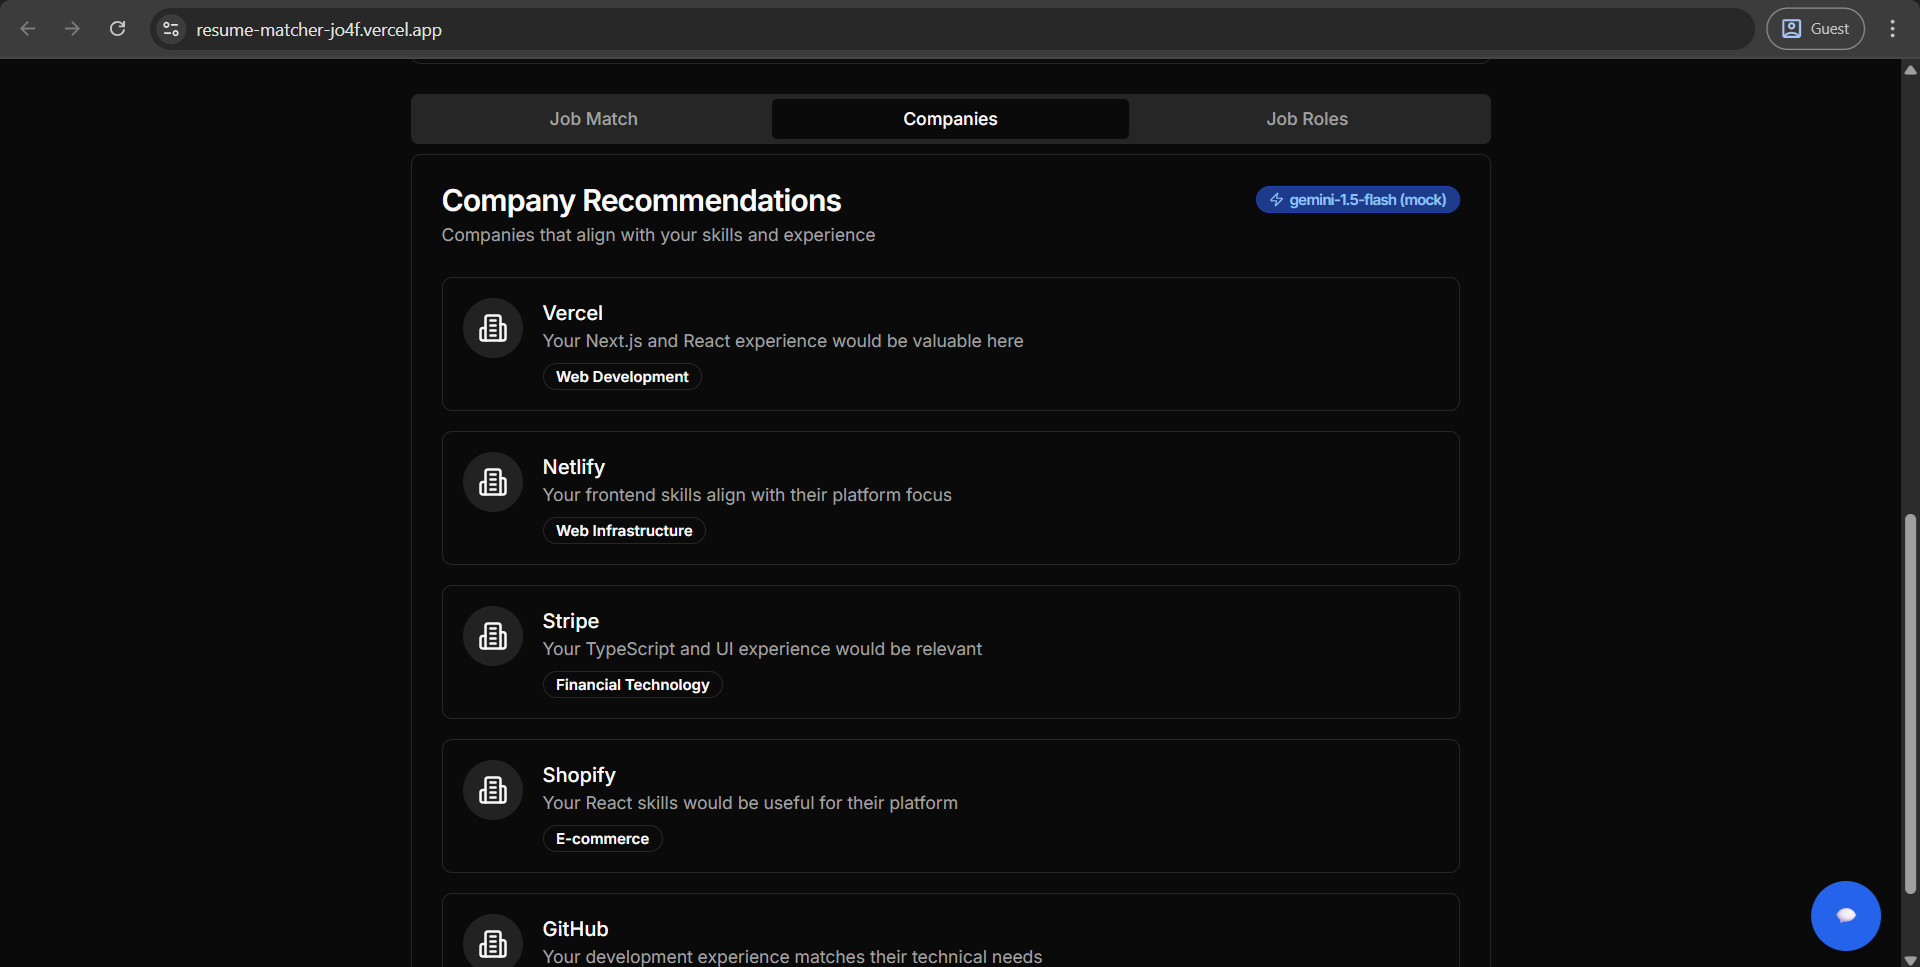 resume-matcher-jo4f.vercel.app
Guest
Job Match
Companies
Job Roles
Company Recommendations
gemini-1.5-flash (mock)
Companies that align with your skills and experience
Vercel
Your Next.js and React experience would be valuable here
Web Development
Netlify
Your frontend skills align with their platform focus
Web Infrastructure
Stripe
Your TypeScript and UI experience would be relevant
Financial Technology
Shopify
Your React skills would be useful for their platform
E-commerce
GitHub
Your development experience matches their technical needs